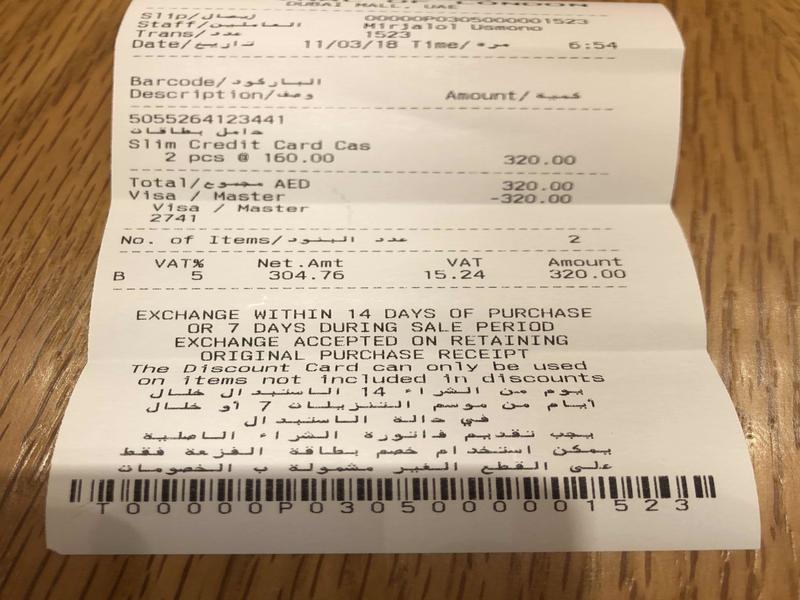 OF LONDON
DUBAI MALL, UAE
Slip/إيصال 00000P0305000001523
Staff/العاملين Mirjalol Usmono
Trans/عدد 1523
Date/تاريخ 11/03/18 Time/مره 6:54
Barcode/الباركود
Description/وصف Amount/كمية
5055264123441
حامل بطاقات
Slim Credit Card Cas
2 pcs @ 160.00 320.00
Total/مجموع AED 320.00
Visa / Master -320.00
Visa / Master
2741
No. of Items/عدد البنود 2
VAT% Net.Amt VAT Amount
B 5 304.76 15.24 320.00
EXCHANGE WITHIN 14 DAYS OF PURCHASE
OR 7 DAYS DURING SALE PERIOD
EXCHANGE ACCEPTED ON RETAINING
ORIGINAL PURCHASE RECEIPT
The Discount Card can only be used
on items not included in discounts
يوم من الشراء 14 الاستبدال خلال
أيام من موسم التنزيلات 7 أو خلال
في حالة الاستبدال
يجب تقديم فاتورة الشراء الاصلية
يمكن استخدام خصم بطاقة الفزعة فقط
على القطع الغير مشمولة ب الخصومات
T00000P0305000001523